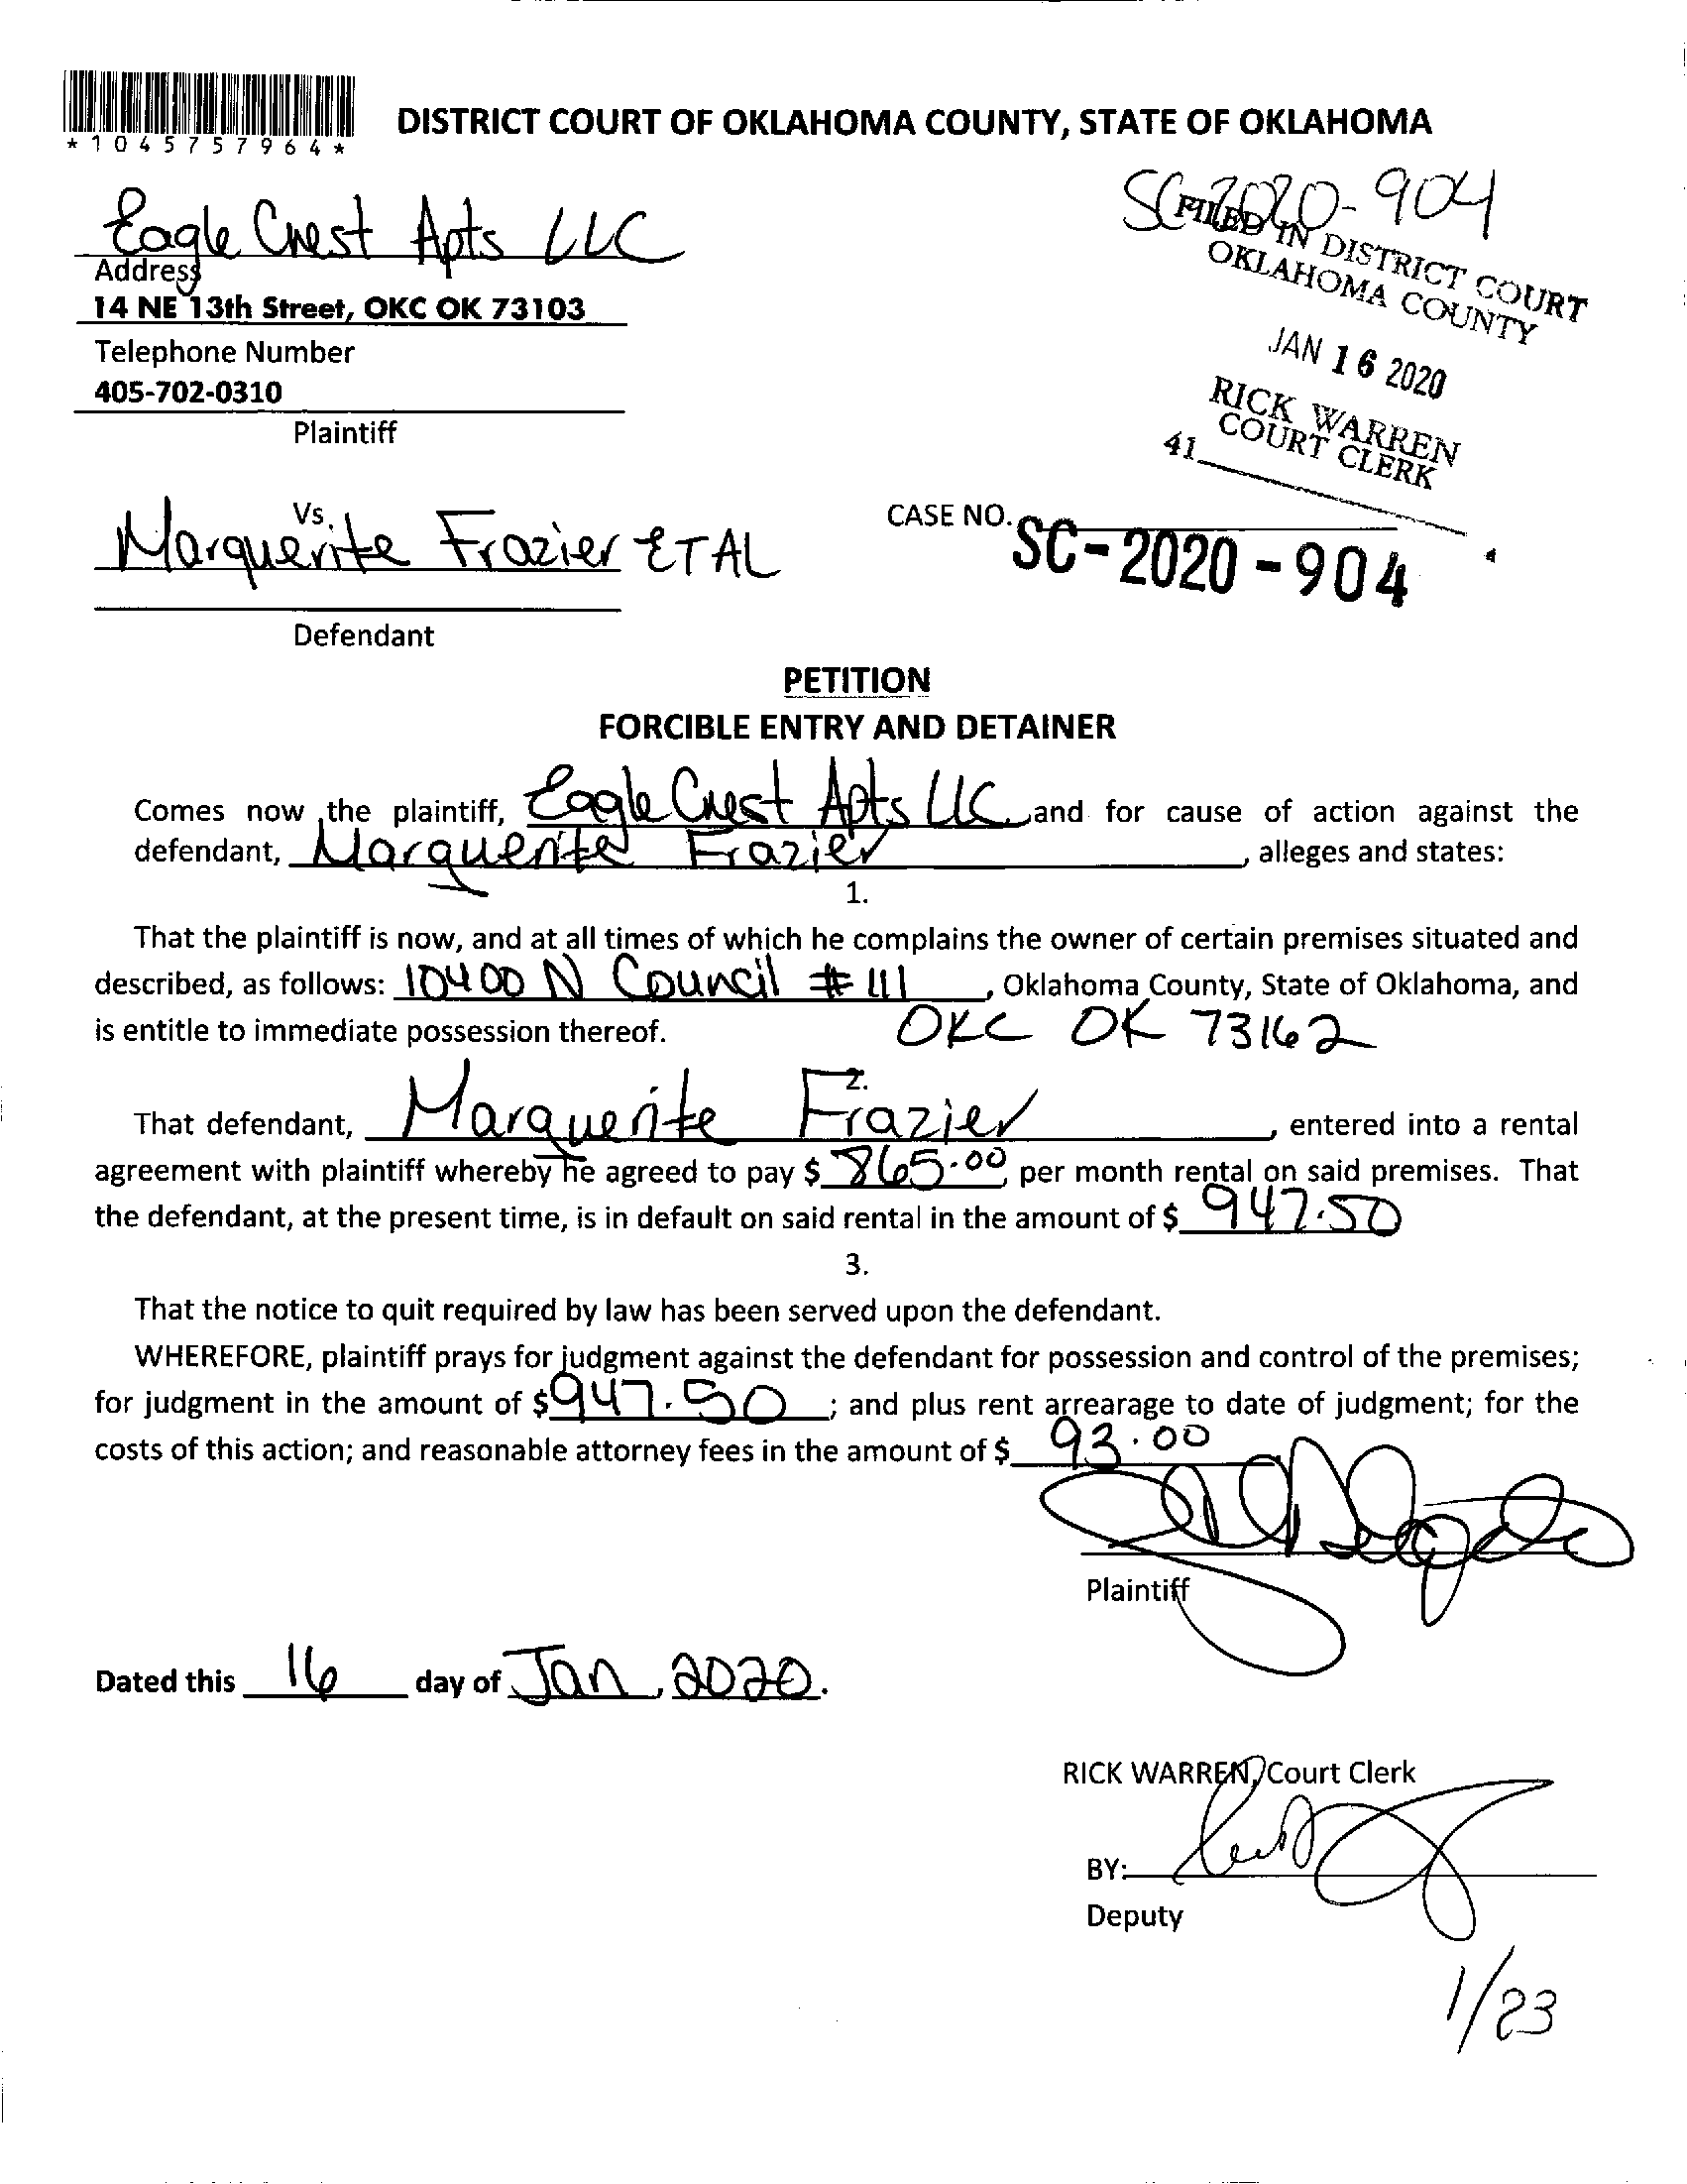 *1045757964*
DISTRICT COURT OF OKLAHOMA COUNTY, STATE OF OKLAHOMA
SC-2020-904
Eagle Crest Apts LLC
Address
14 NE 13th Street, OKC OK 73103
Telephone Number
405-702-0310
Plaintiff
FILED IN DISTRICT COURT
OKLAHOMA COUNTY
JAN 16 2020
RICK WARREN
COURT CLERK
41
Vs.
Marquerite Frazier ETAL
Defendant
CASE NO. SC-2020-904
PETITION
FORCIBLE ENTRY AND DETAINER
Comes now the plaintiff, Eagle Crest Apts LLC and for cause of action against the
defendant, Marquerite Frazier, alleges and states:
1.
That the plaintiff is now, and at all times of which he complains the owner of certain premises situated and
described, as follows: 10400 N Council # 111, Oklahoma County, State of Oklahoma, and
is entitle to immediate possession thereof. OKC OK 73162
2.
That defendant, Marquerite Frazier, entered into a rental
agreement with plaintiff whereby he agreed to pay $ 865.00, per month rental on said premises. That
the defendant, at the present time, is in default on said rental in the amount of $ 947.50
3.
That the notice to quit required by law has been served upon the defendant.
WHEREFORE, plaintiff prays for judgment against the defendant for possession and control of the premises;
for judgment in the amount of $ 947.50; and plus rent arrearage to date of judgment; for the
costs of this action; and reasonable attorney fees in the amount of $ 93.00
Plaintiff
Dated this 16 day of Jan, 2020.
RICK WARREN, Court Clerk
BY:
Deputy
1/23